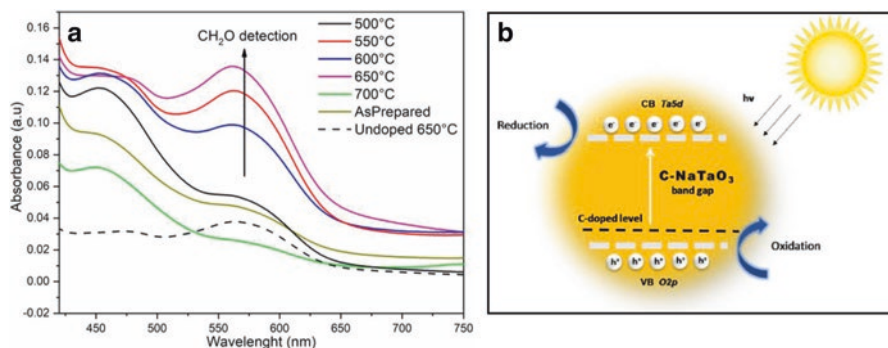 a
CH₂O detection
500°C
550°C
600°C
650°C
700°C
AsPrepared
Undoped 650°C
Absorbance (a.u)
0.16
0.14
0.12
0.10
0.08
0.06
0.04
0.02
0.00
-0.02
450 500 550 600 650 700 750
Wavelenght (nm)
b
hv
CB Ta5d
e⁻ e⁻ e⁻ e⁻ e⁻
Reduction
C-NaTaO₃
band gap
C-doped level
Oxidation
h⁺ h⁺ h⁺ h⁺ h⁺
VB O2p